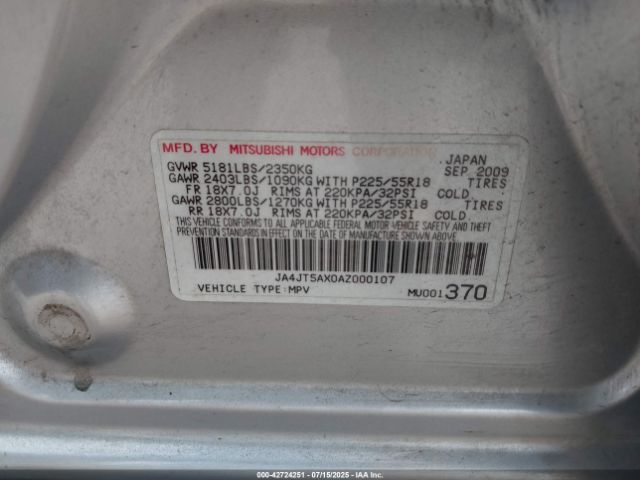 MFD. BY MITSUBISHI MOTORS CORPORATION JAPAN
GVWR 5181LBS/2350KG SEP 2009
GAWR 2403LBS/1090KG WITH P225/55R18 TIRES
FR 18X7.0J RIMS AT 220KPA/32PSI COLD
GAWR 2800LBS/1270KG WITH P225/55R18 TIRES
RR 18X7.0J RIMS AT 220KPA/32PSI COLD
THIS VEHICLE CONFORMS TO ALL APPLICABLE FEDERAL MOTOR VEHICLE SAFETY AND THEFT
PREVENTION STANDARDS IN EFFECT ON THE DATE OF MANUFACTURE SHOWN ABOVE.
JA4JT5AX0AZ000107
VEHICLE TYPE:MPV MU001370
000-42724251 | 07/15/2025 | IAA Inc.